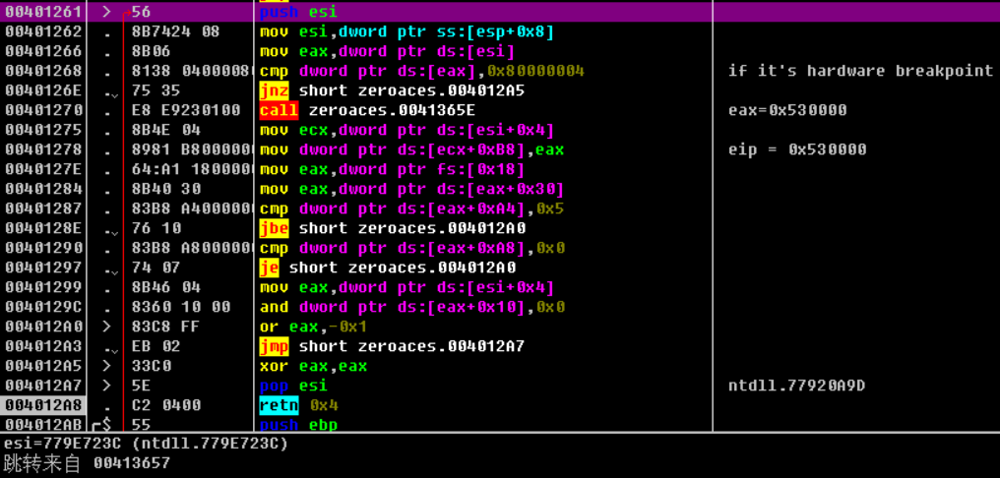 00401261 > 56 push esi
00401262 . 8B7424 08 mov esi,dword ptr ss:[esp+0x8]
00401266 . 8B06 mov eax,dword ptr ds:[esi]
00401268 . 8138 04000080 cmp dword ptr ds:[eax],0x80000004 if it's hardware breakpoint
0040126E . 75 35 jnz short zeroaces.004012A5
00401270 . E8 E9230100 call zeroaces.0041365E eax=0x530000
00401275 . 8B4E 04 mov ecx,dword ptr ds:[esi+0x4]
00401278 . 8981 B8000000 mov dword ptr ds:[ecx+0xB8],eax eip = 0x530000
0040127E . 64:A1 1800000 mov eax,dword ptr fs:[0x18]
00401284 . 8B40 30 mov eax,dword ptr ds:[eax+0x30]
00401287 . 83B8 A4000000 cmp dword ptr ds:[eax+0xA4],0x5
0040128E . 76 10 jbe short zeroaces.004012A0
00401290 . 83B8 A8000000 cmp dword ptr ds:[eax+0xA8],0x0
00401297 . 74 07 je short zeroaces.004012A0
00401299 . 8B46 04 mov eax,dword ptr ds:[esi+0x4]
0040129C . 8360 10 00 and dword ptr ds:[eax+0x10],0x0
004012A0 > 83C8 FF or eax,-0x1
004012A3 . EB 02 jmp short zeroaces.004012A7
004012A5 > 33C0 xor eax,eax
004012A7 > 5E pop esi ntdll.77920A9D
004012A8 . C2 0400 retn 0x4
004012AB $ 55 push ebp
esi=779E723C (ntdll.779E723C)
跳转来自 00413657